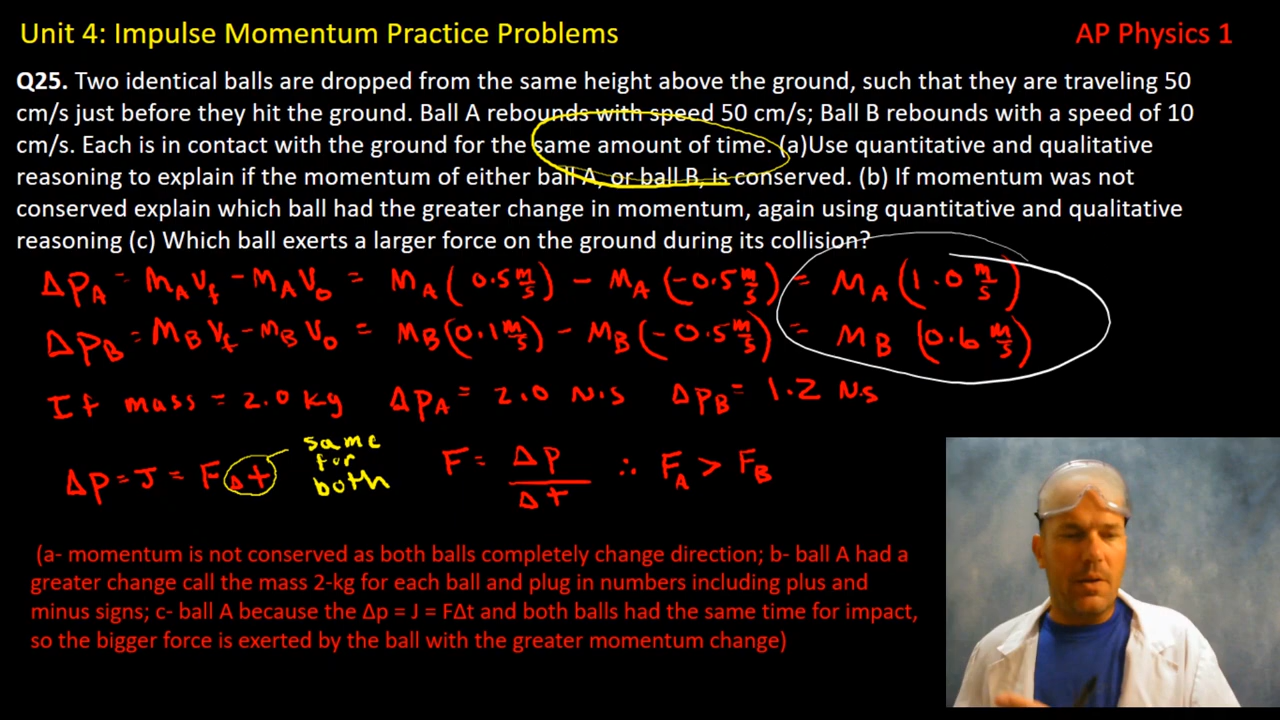 Unit 4: Impulse Momentum Practice Problems
AP Physics 1
Q25. Two identical balls are dropped from the same height above the ground, such that they are traveling 50
cm/s just before they hit the ground. Ball A rebounds with speed 50 cm/s; Ball B rebounds with a speed of 10
cm/s. Each is in contact with the ground for the same amount of time. (a)Use quantitative and qualitative
reasoning to explain if the momentum of either ball A, or ball B, is conserved. (b) If momentum was not
conserved explain which ball had the greater change in momentum, again using quantitative and qualitative
reasoning (c) Which ball exerts a larger force on the ground during its collision?
ΔpA = mAvf - mAvo = mA(0.5 m/s) - mA(-0.5 m/s) = mA(1.0 m/s)
ΔpB = mBvf - mBvo = mB(0.1 m/s) - mB(-0.5 m/s) = mB(0.6 m/s)
If mass = 2.0 kg ΔpA = 2.0 N.s ΔpB = 1.2 N.s
Δp = J = FΔt same for both F = Δp/Δt ∴ FA > FB
(a- momentum is not conserved as both balls completely change direction; b- ball A had a
greater change call the mass 2-kg for each ball and plug in numbers including plus and
minus signs; c- ball A because the Δp = J = FΔt and both balls had the same time for impact,
so the bigger force is exerted by the ball with the greater momentum change)